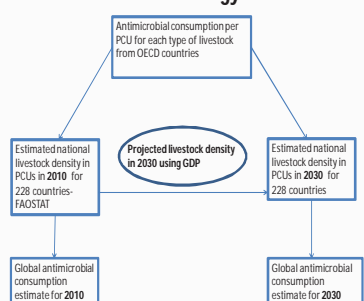 Antimicrobial consumption per
PCU for each type of livestock
from OECD countries
Estimated national
livestock density in
PCUs in 2010 for
228 countries-
FAOSTAT
Projected livestock density
in 2030 using GDP
Estimated national
livestock density in
PCUs in 2030 for
228 countries
Global antimicrobial
consumption
estimate for 2010
Global antimicrobial
consumption
estimate for 2030